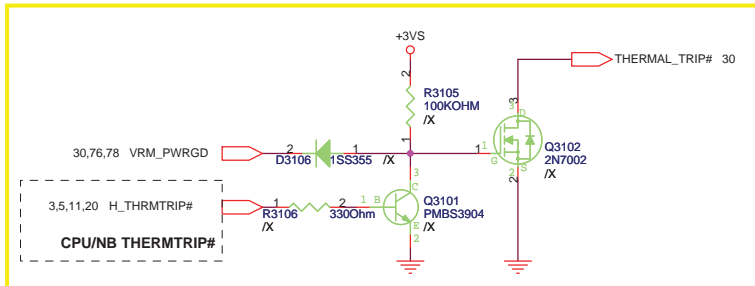 +3VS
THERMAL_TRIP# 30
2
R3105
100KOHM
/X
1
3
D
Q3102
2N7002
/X
1
G
S
2
30,76,78 VRM_PWRGD
2
1
D3106
1SS355
/X
3
C
3,5,11,20 H_THRMTRIP#
1
2
1
B
Q3101
PMBS3904
/X
R3106
330Ohm
/X
E
2
CPU/NB THERMTRIP#